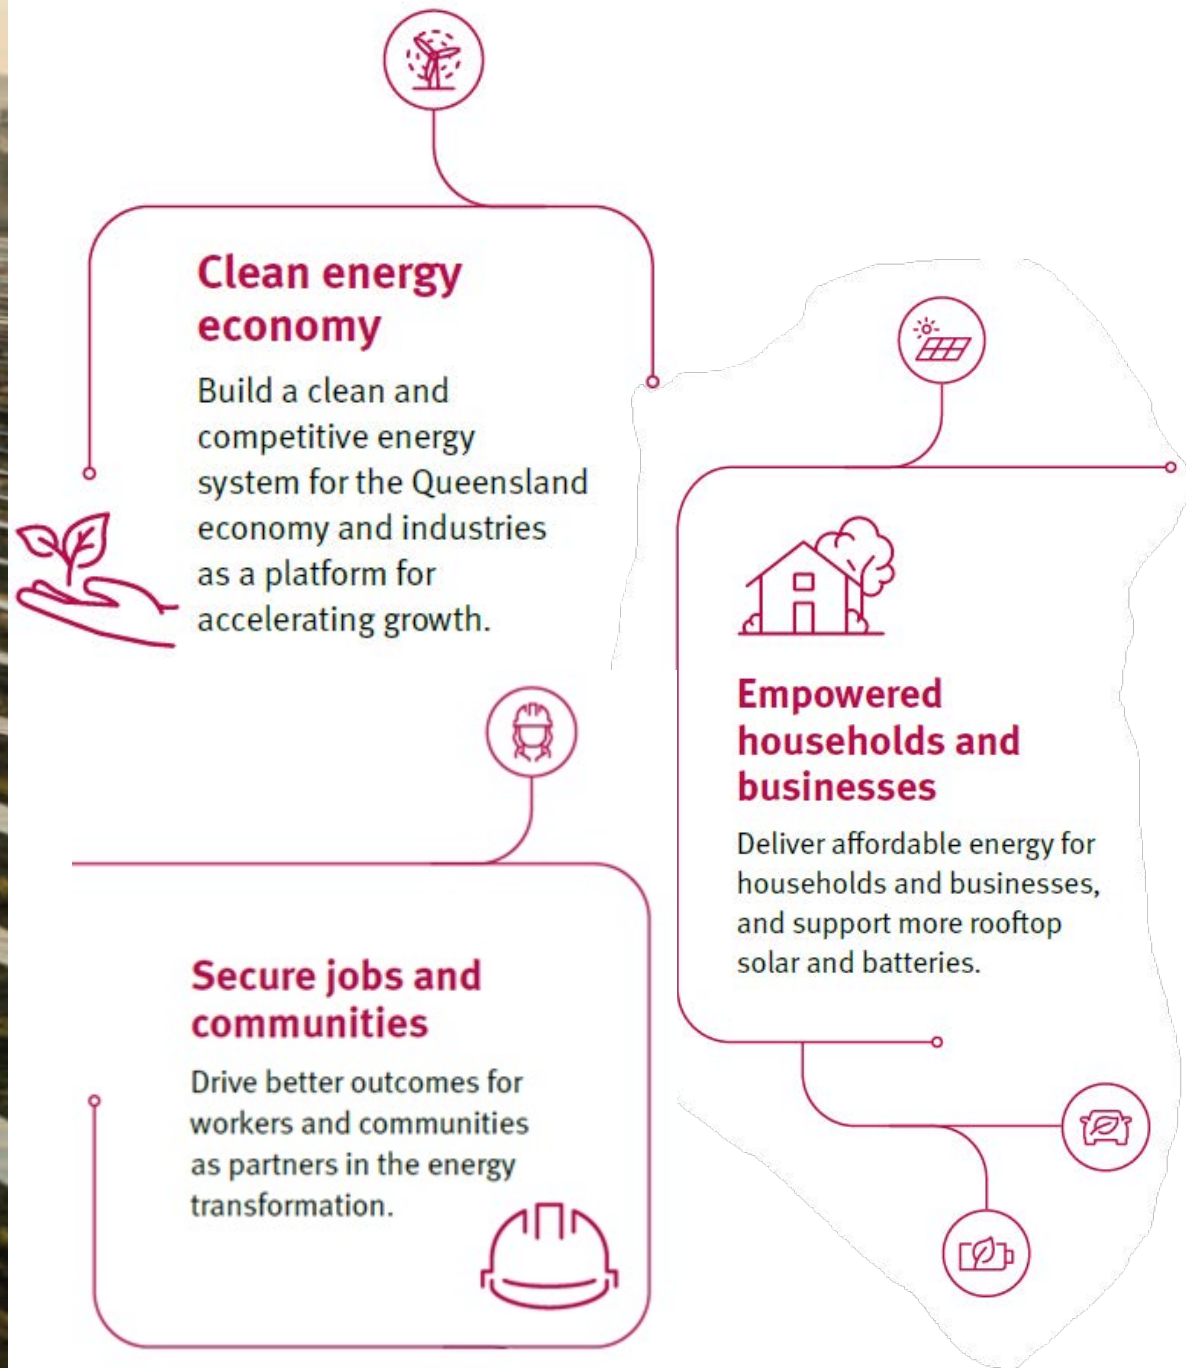 Clean energy
economy
Build a clean and
competitive energy
system for the Queensland
economy and industries
as a platform for
accelerating growth.
Empowered
households and
businesses
Deliver affordable energy for
households and businesses,
and support more rooftop
solar and batteries.
Secure jobs and
communities
Drive better outcomes for
workers and communities
as partners in the energy
transformation.